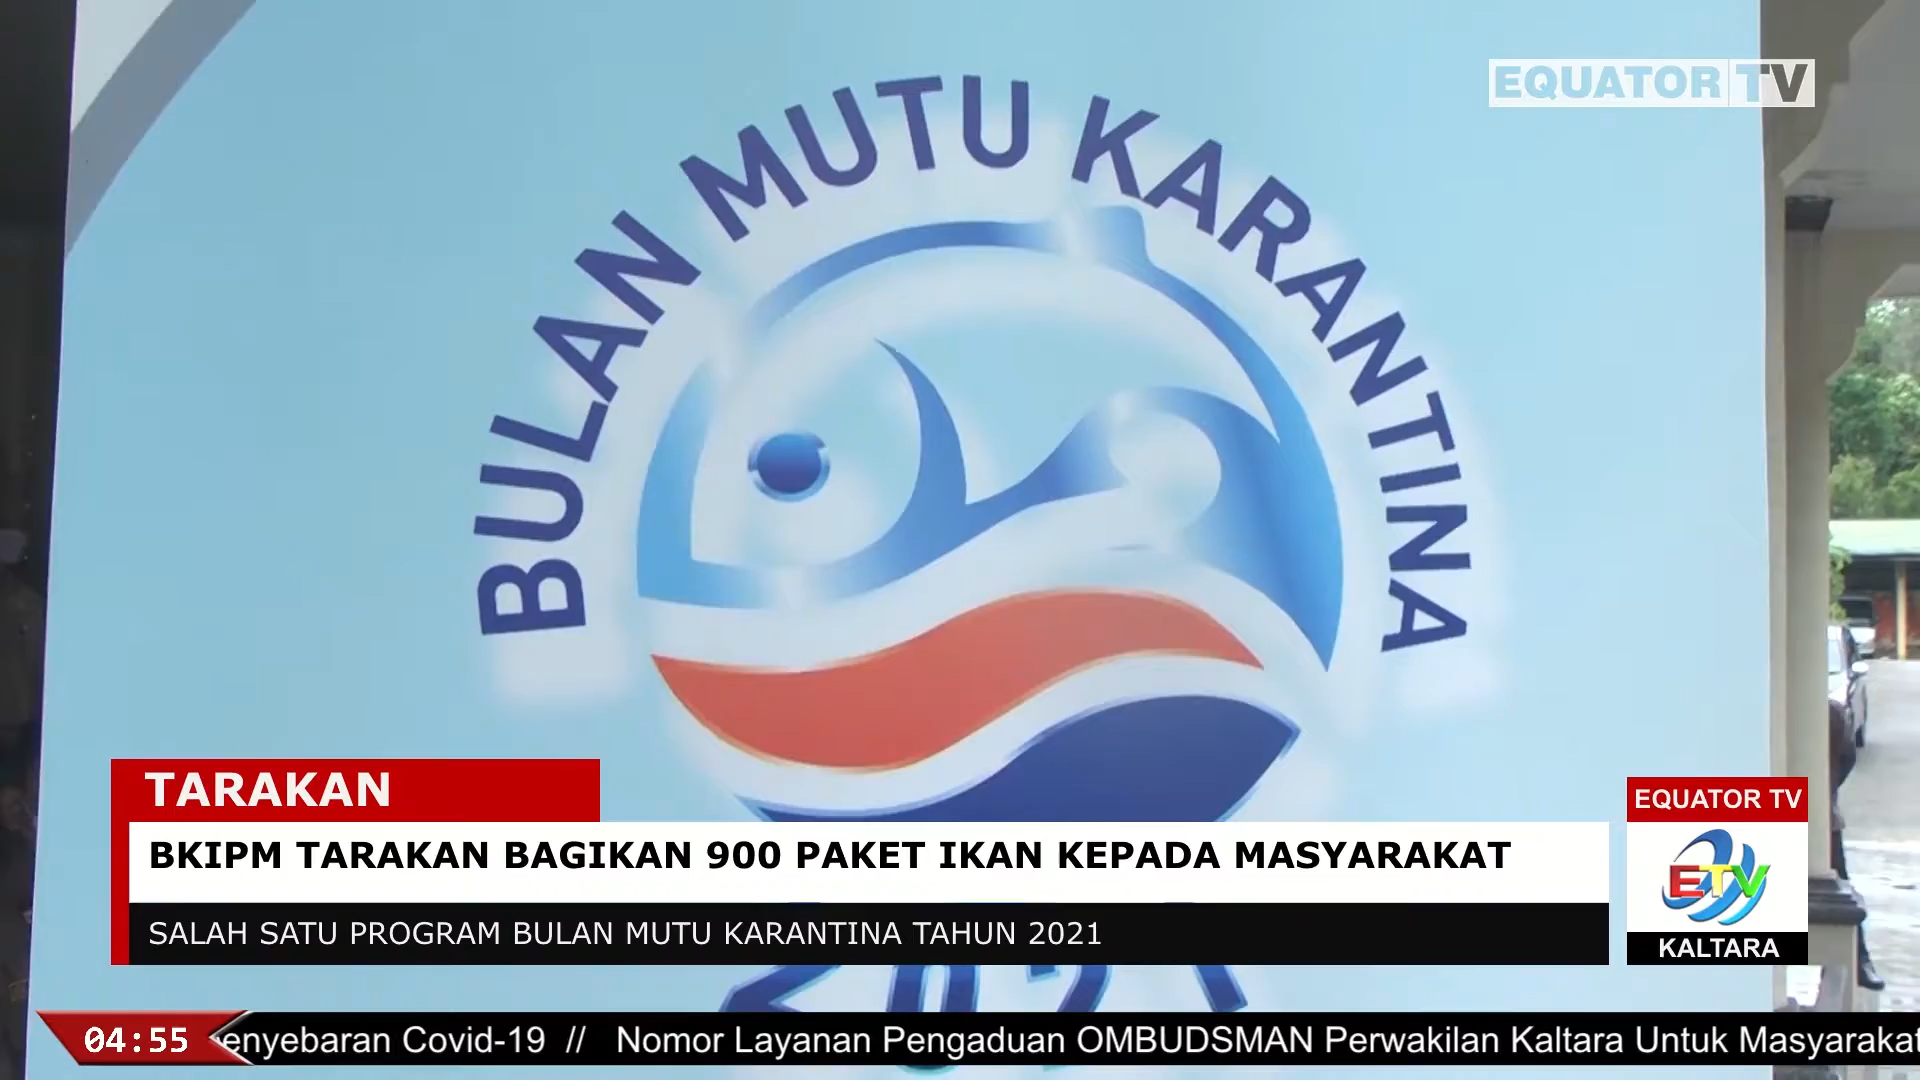 EQUATOR TV
BULAN MUTU KARANTINA
TARAKAN
BKIPM TARAKAN BAGIKAN 900 PAKET IKAN KEPADA MASYARAKAT
SALAH SATU PROGRAM BULAN MUTU KARANTINA TAHUN 2021
EQUATOR TV
ETV
KALTARA
2021
04:55
enyebaran Covid-19 // Nomor Layanan Pengaduan OMBUDSMAN Perwakilan Kaltara Untuk Masyarakat